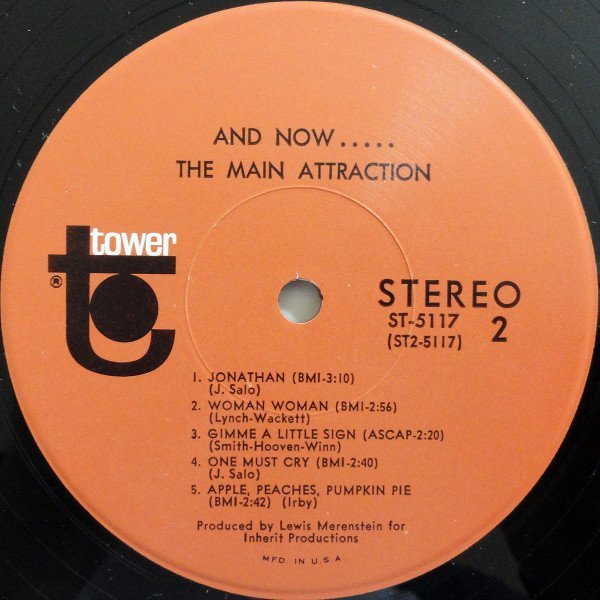 AND NOW.....
THE MAIN ATTRACTION
tower
®
STEREO
ST-5117 2
(ST2-5117)
1. JONATHAN (BMI-3:10)
(J. Salo)
2. WOMAN WOMAN (BMI-2:56)
(Lynch-Wackett)
3. GIMME A LITTLE SIGN (ASCAP-2:20)
(Smith-Hooven-Winn)
4. ONE MUST CRY (BMI-2:40)
(J. Salo)
5. APPLE, PEACHES, PUMPKIN PIE
(BMI-2:42) (Irby)
Produced by Lewis Merenstein for
Inherit Productions
MFD. IN U.S.A.